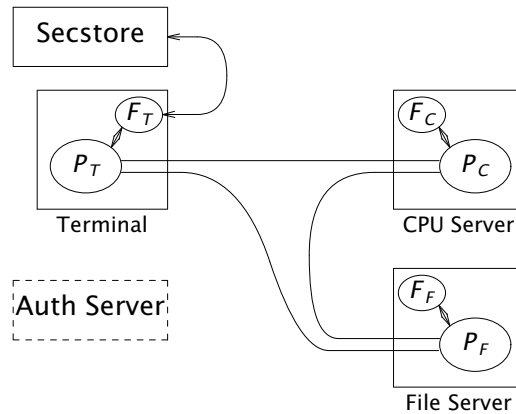 Secstore
F_T
P_T
Terminal
F_C
P_C
CPU Server
Auth Server
F_F
P_F
File Server